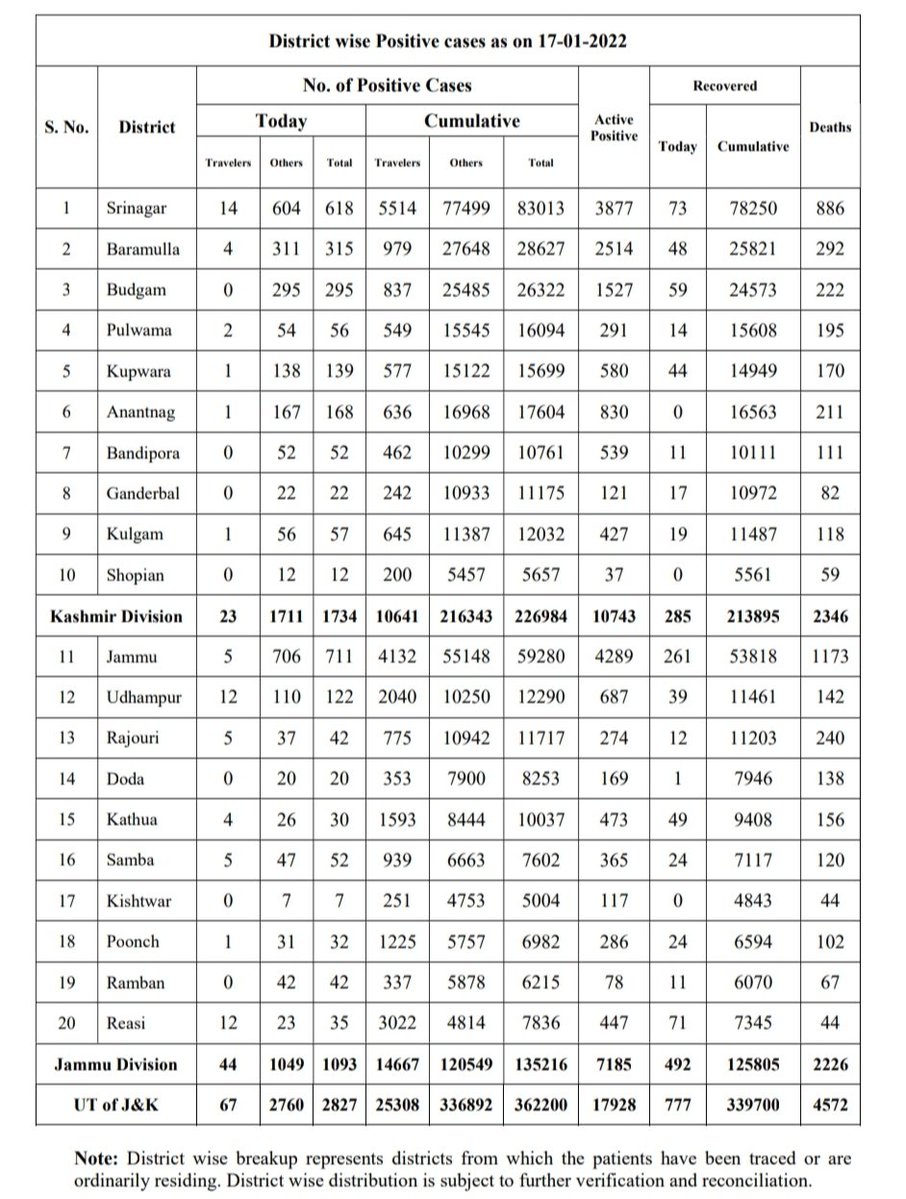 District wise Positive cases as on 17-01-2022
S. No. District No. of Positive Cases Active Positive Recovered Deaths
Today Cumulative Today Cumulative
Travelers Others Total Travelers Others Total
1 Srinagar 14 604 618 5514 77499 83013 3877 73 78250 886
2 Baramulla 4 311 315 979 27648 28627 2514 48 25821 292
3 Budgam 0 295 295 837 25485 26322 1527 59 24573 222
4 Pulwama 2 54 56 549 15545 16094 291 14 15608 195
5 Kupwara 1 138 139 577 15122 15699 580 44 14949 170
6 Anantnag 1 167 168 636 16968 17604 830 0 16563 211
7 Bandipora 0 52 52 462 10299 10761 539 11 10111 111
8 Ganderbal 0 22 22 242 10933 11175 121 17 10972 82
9 Kulgam 1 56 57 645 11387 12032 427 19 11487 118
10 Shopian 0 12 12 200 5457 5657 37 0 5561 59
Kashmir Division 23 1711 1734 10641 216343 226984 10743 285 213895 2346
11 Jammu 5 706 711 4132 55148 59280 4289 261 53818 1173
12 Udhampur 12 110 122 2040 10250 12290 687 39 11461 142
13 Rajouri 5 37 42 775 10942 11717 274 12 11203 240
14 Doda 0 20 20 353 7900 8253 169 1 7946 138
15 Kathua 4 26 30 1593 8444 10037 473 49 9408 156
16 Samba 5 47 52 939 6663 7602 365 24 7117 120
17 Kishtwar 0 7 7 251 4753 5004 117 0 4843 44
18 Poonch 1 31 32 1225 5757 6982 286 24 6594 102
19 Ramban 0 42 42 337 5878 6215 78 11 6070 67
20 Reasi 12 23 35 3022 4814 7836 447 71 7345 44
Jammu Division 44 1049 1093 14667 120549 135216 7185 492 125805 2226
UT of J&K 67 2760 2827 25308 336892 362200 17928 777 339700 4572
Note: District wise breakup represents districts from which the patients have been traced or are
ordinarily residing. District wise distribution is subject to further verification and reconciliation.